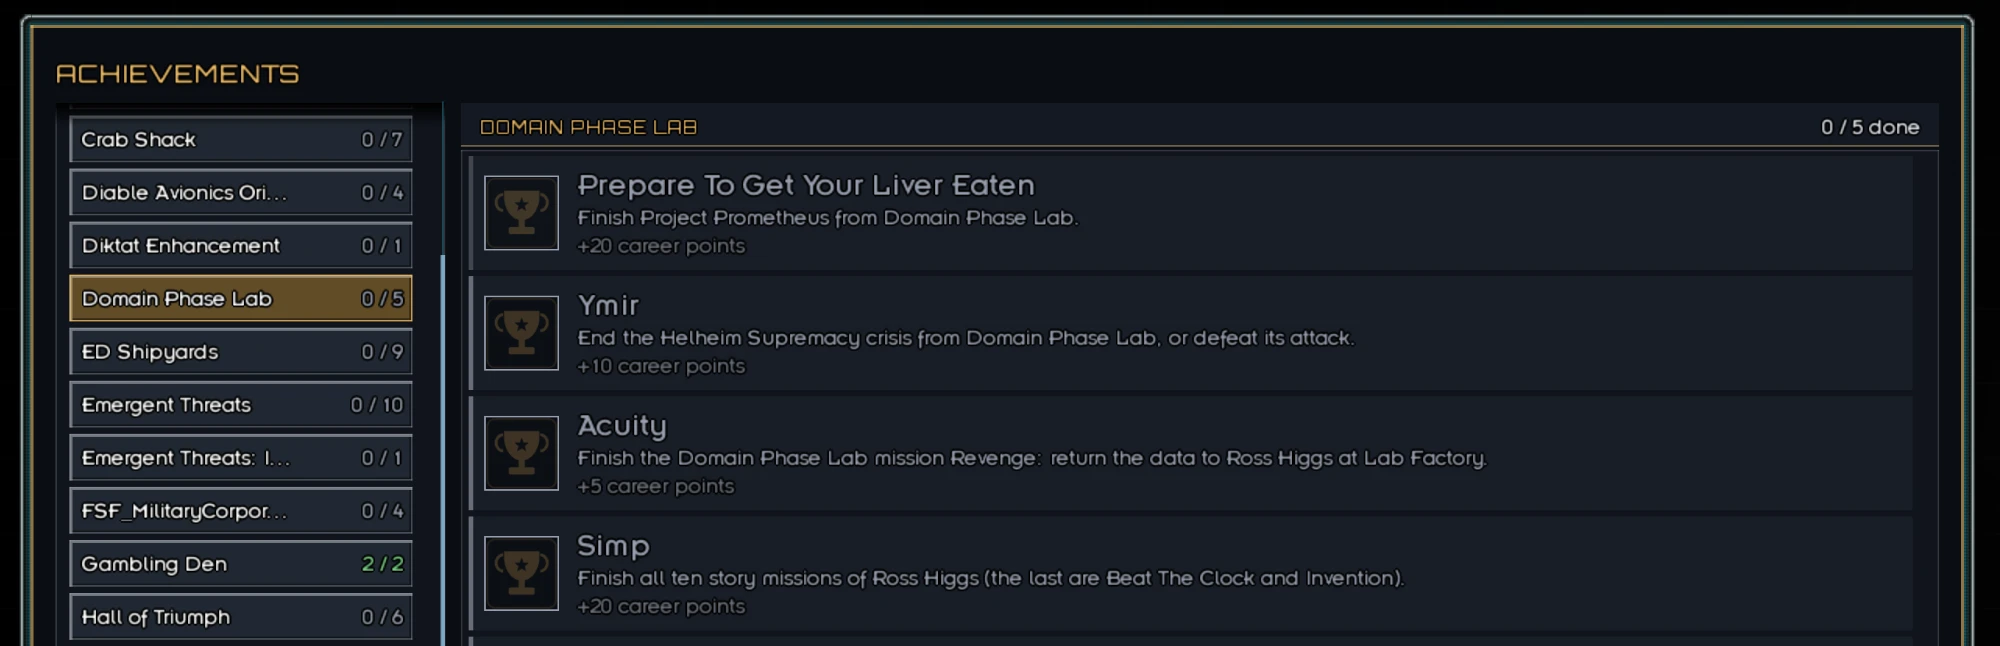 ACHIEVEMENTS
Crab Shack 0 / 7
Diable Avionics Ori... 0 / 4
Diktat Enhancement 0 / 1
Domain Phase Lab 0 / 5
ED Shipyards 0 / 9
Emergent Threats 0 / 10
Emergent Threats: I... 0 / 1
FSF_MilitaryCorpor... 0 / 4
Gambling Den 2 / 2
Hall of Triumph 0 / 6
DOMAIN PHASE LAB 0 / 5 done
Prepare To Get Your Liver Eaten
Finish Project Prometheus from Domain Phase Lab.
+20 career points
Ymir
End the Helheim Supremacy crisis from Domain Phase Lab, or defeat its attack.
+10 career points
Acuity
Finish the Domain Phase Lab mission Revenge: return the data to Ross Higgs at Lab Factory.
+5 career points
Simp
Finish all ten story missions of Ross Higgs (the last are Beat The Clock and Invention).
+20 career points